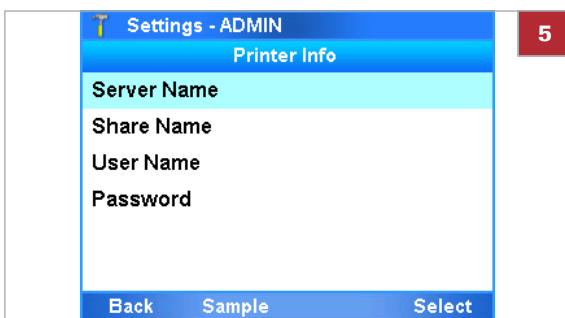 Settings - ADMIN
5
Printer Info
Server Name
Share Name
User Name
Password
Back Sample Select